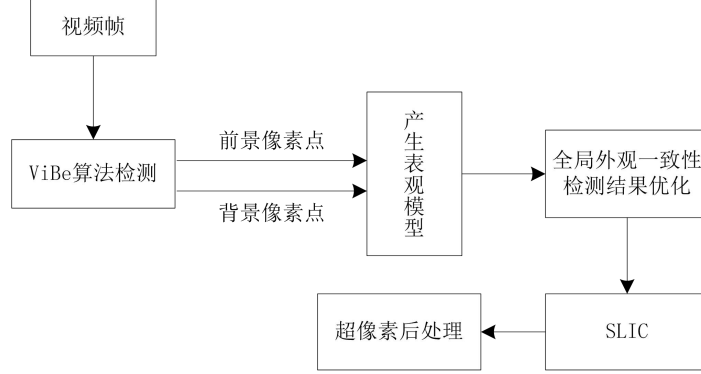 视频帧
ViBe算法检测
前景像素点
背景像素点
产生表观模型
全局外观一致性
检测结果优化
SLIC
超像素后处理